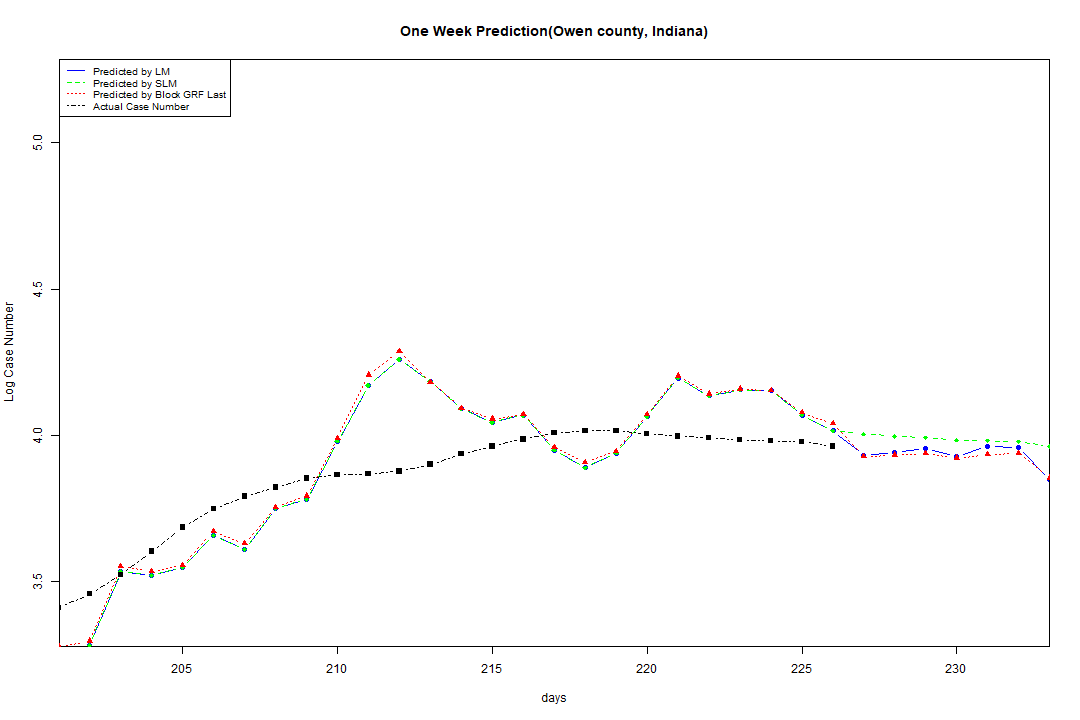 One Week Prediction(Owen county, Indiana)
Predicted by LM
Predicted by SLM
Predicted by Block GRF Last
Actual Case Number
Log Case Number
5.0
4.5
4.0
3.5
205 210 215 220 225 230
days